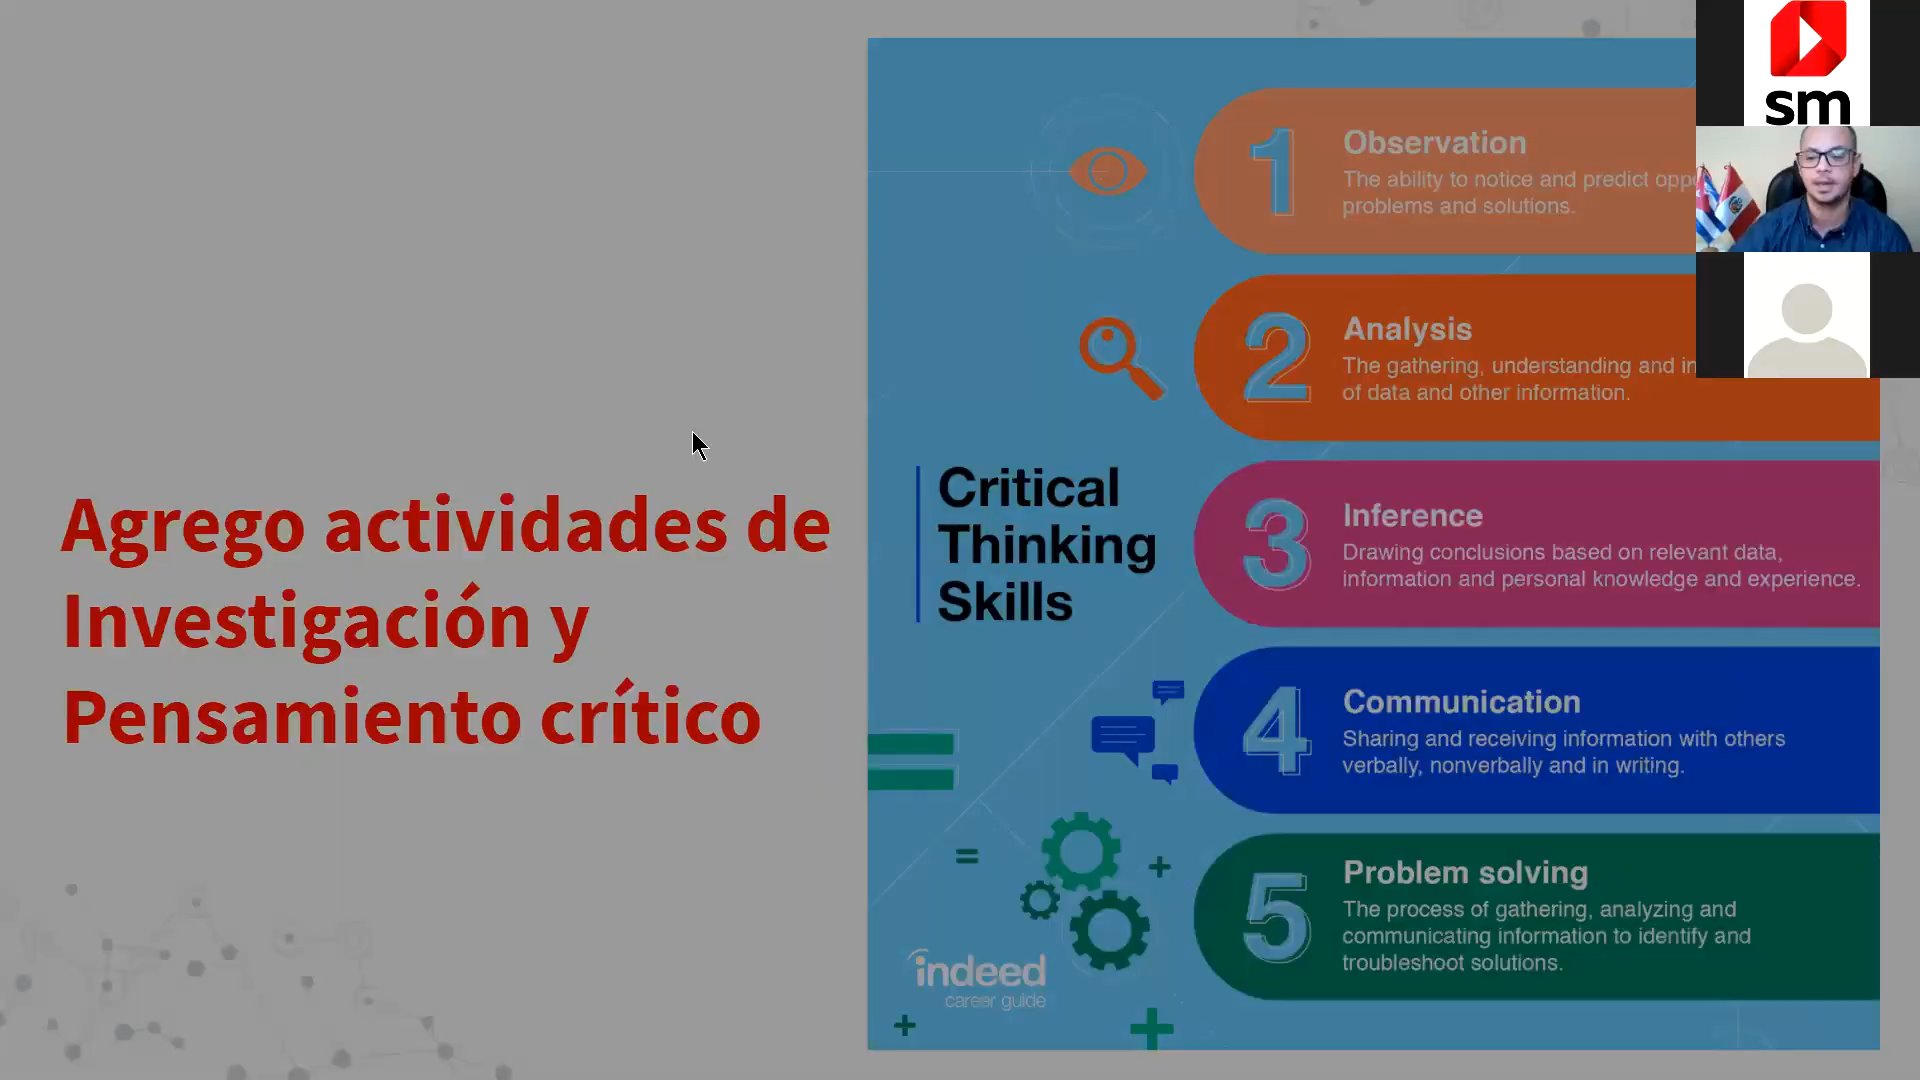 Agrego actividades de
Investigación y
Pensamiento crítico
Critical
Thinking
Skills
1
Observation
The ability to notice and predict
problems and solutions.
2
Analysis
The gathering, understanding and
of data and other information.
3
Inference
Drawing conclusions based on relevant data,
information and personal knowledge and experience.
4
Communication
Sharing and receiving information with others
verbally, nonverbally and in writing.
5
Problem solving
The process of gathering, analyzing and
communicating information to identify and
troubleshoot solutions.
indeed
career guide
sm